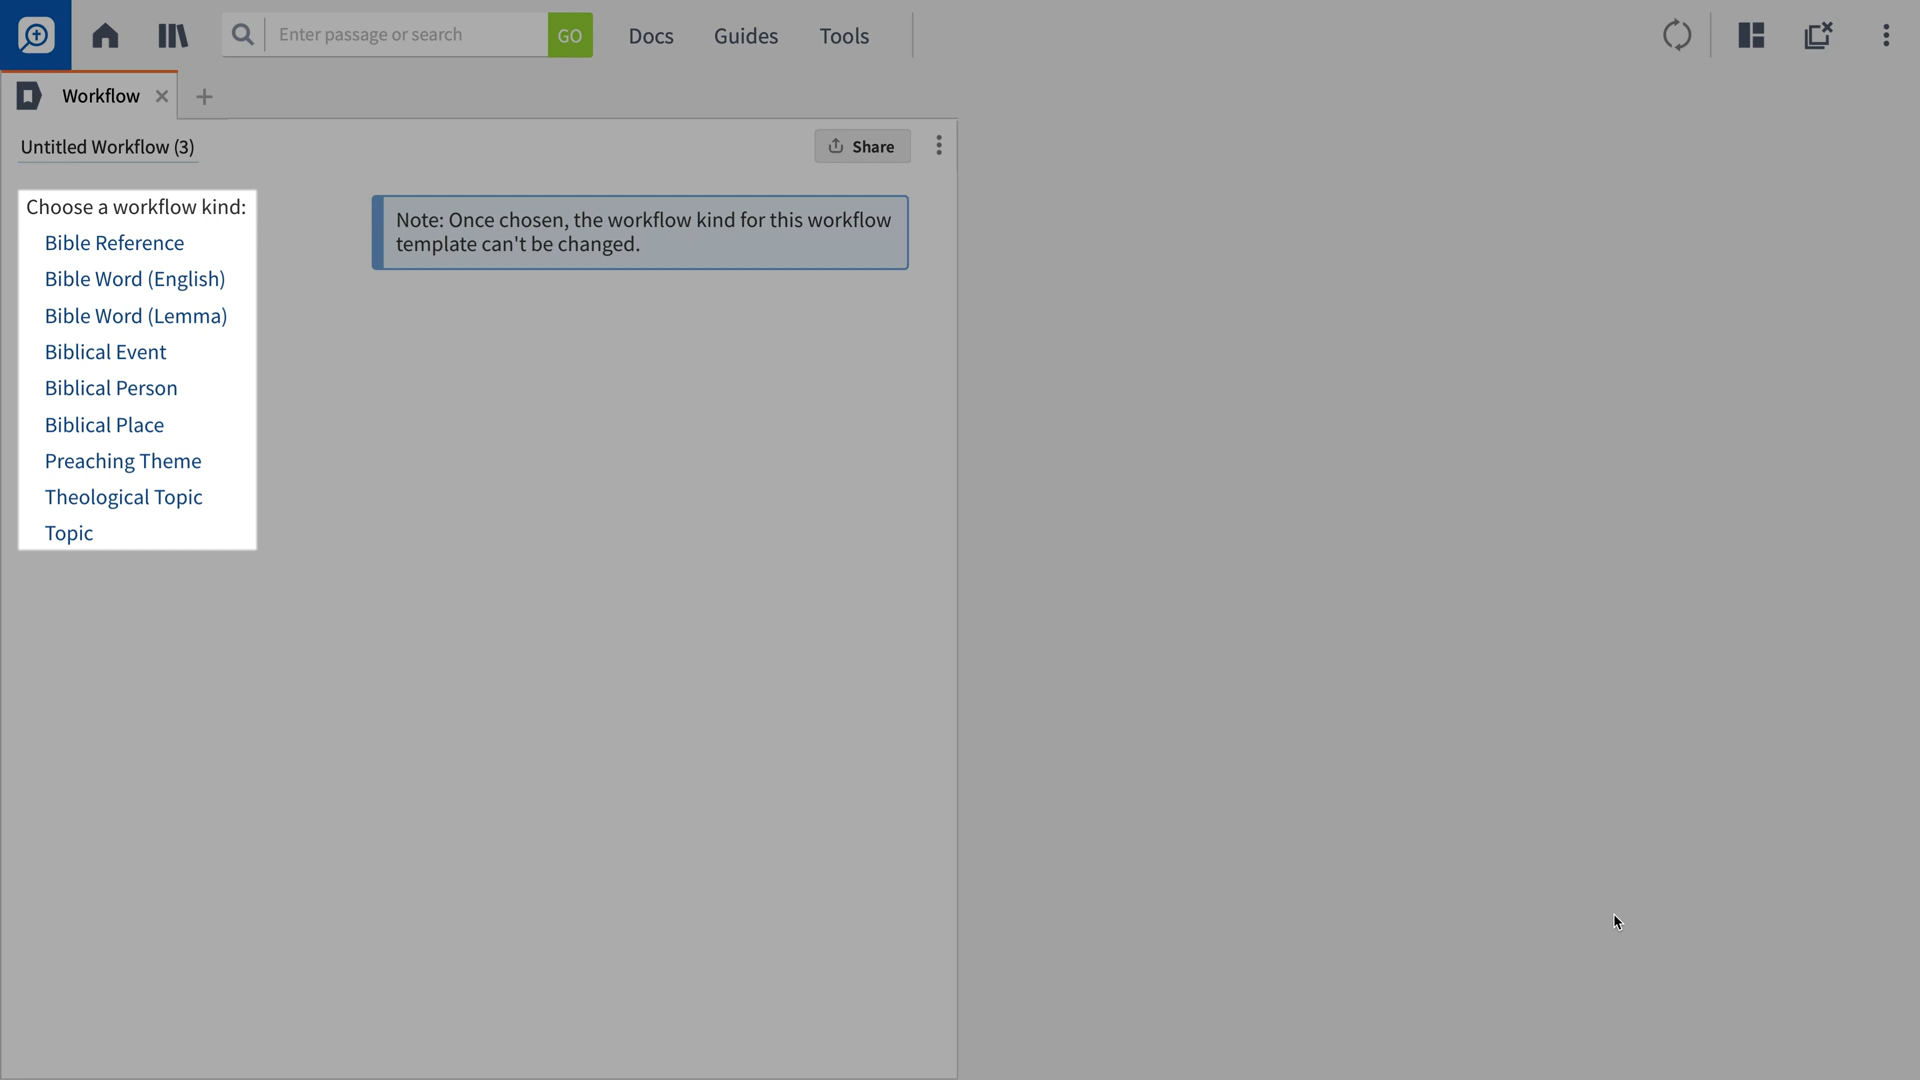 Enter passage or search
GO
Docs
Guides
Tools
Workflow
Untitled Workflow (3)
Share
Choose a workflow kind:
Bible Reference
Bible Word (English)
Bible Word (Lemma)
Biblical Event
Biblical Person
Biblical Place
Preaching Theme
Theological Topic
Topic
Note: Once chosen, the workflow kind for this workflow
template can't be changed.